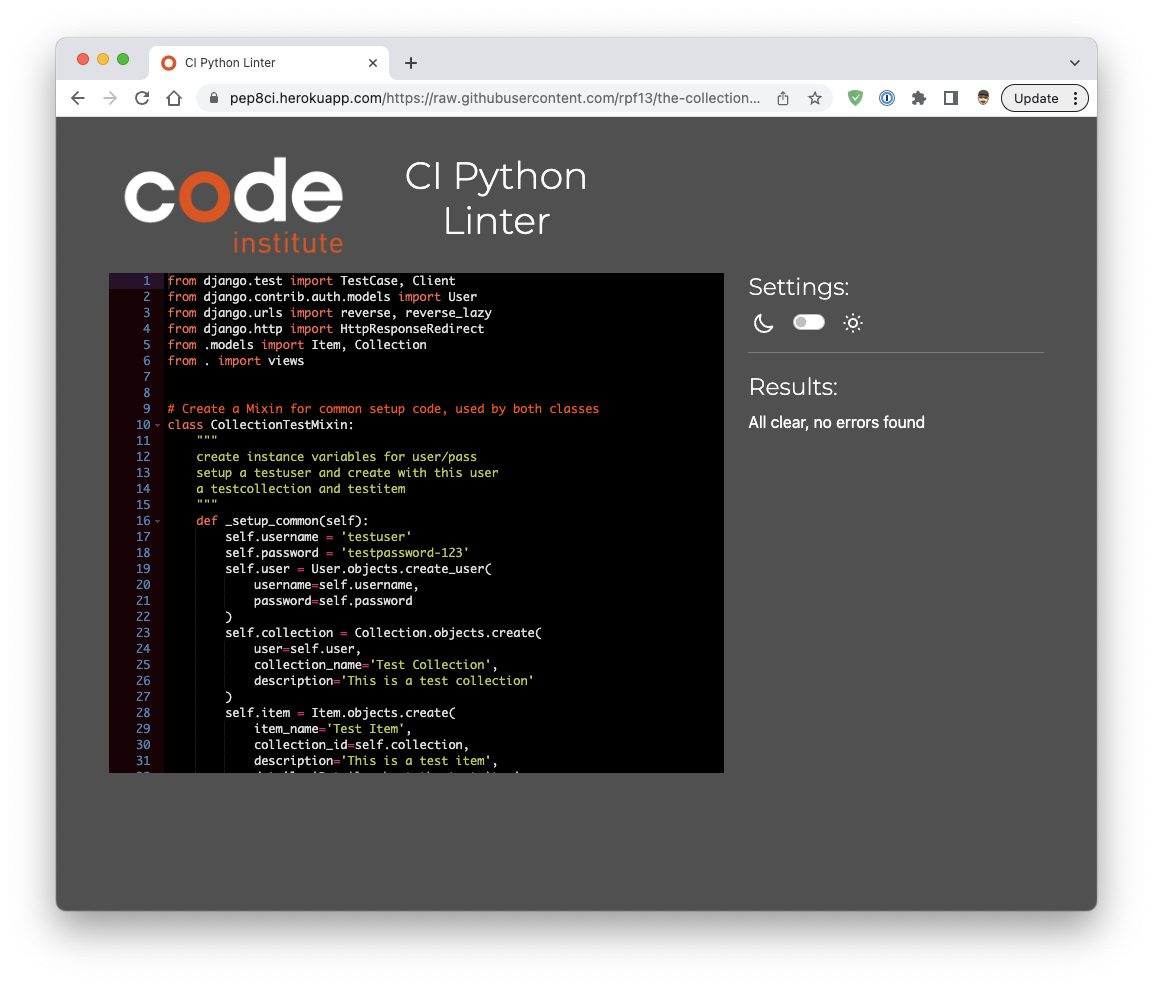 CI Python Linter
pep8ci.herokuapp.com/https://raw.githubusercontent.com/rpf13/the-collection...
Update
code
institute
CI Python
Linter
1 from django.test import TestCase, Client
2 from django.contrib.auth.models import User
3 from django.urls import reverse, reverse_lazy
4 from django.http import HttpResponseRedirect
5 from .models import Item, Collection
6 from . import views
7
8
9 # Create a Mixin for common setup code, used by both classes
10 class CollectionTestMixin:
11     """
12     create instance variables for user/pass
13     setup a testuser and create with this user
14     a testcollection and testitem
15     """
16     def _setup_common(self):
17         self.username = 'testuser'
18         self.password = 'testpassword-123'
19         self.user = User.objects.create_user(
20             username=self.username,
21             password=self.password
22         )
23         self.collection = Collection.objects.create(
24             user=self.user,
25             collection_name='Test Collection',
26             description='This is a test collection'
27         )
28         self.item = Item.objects.create(
29             item_name='Test Item',
30             collection_id=self.collection,
31             description='This is a test item',
Settings:
Results:
All clear, no errors found